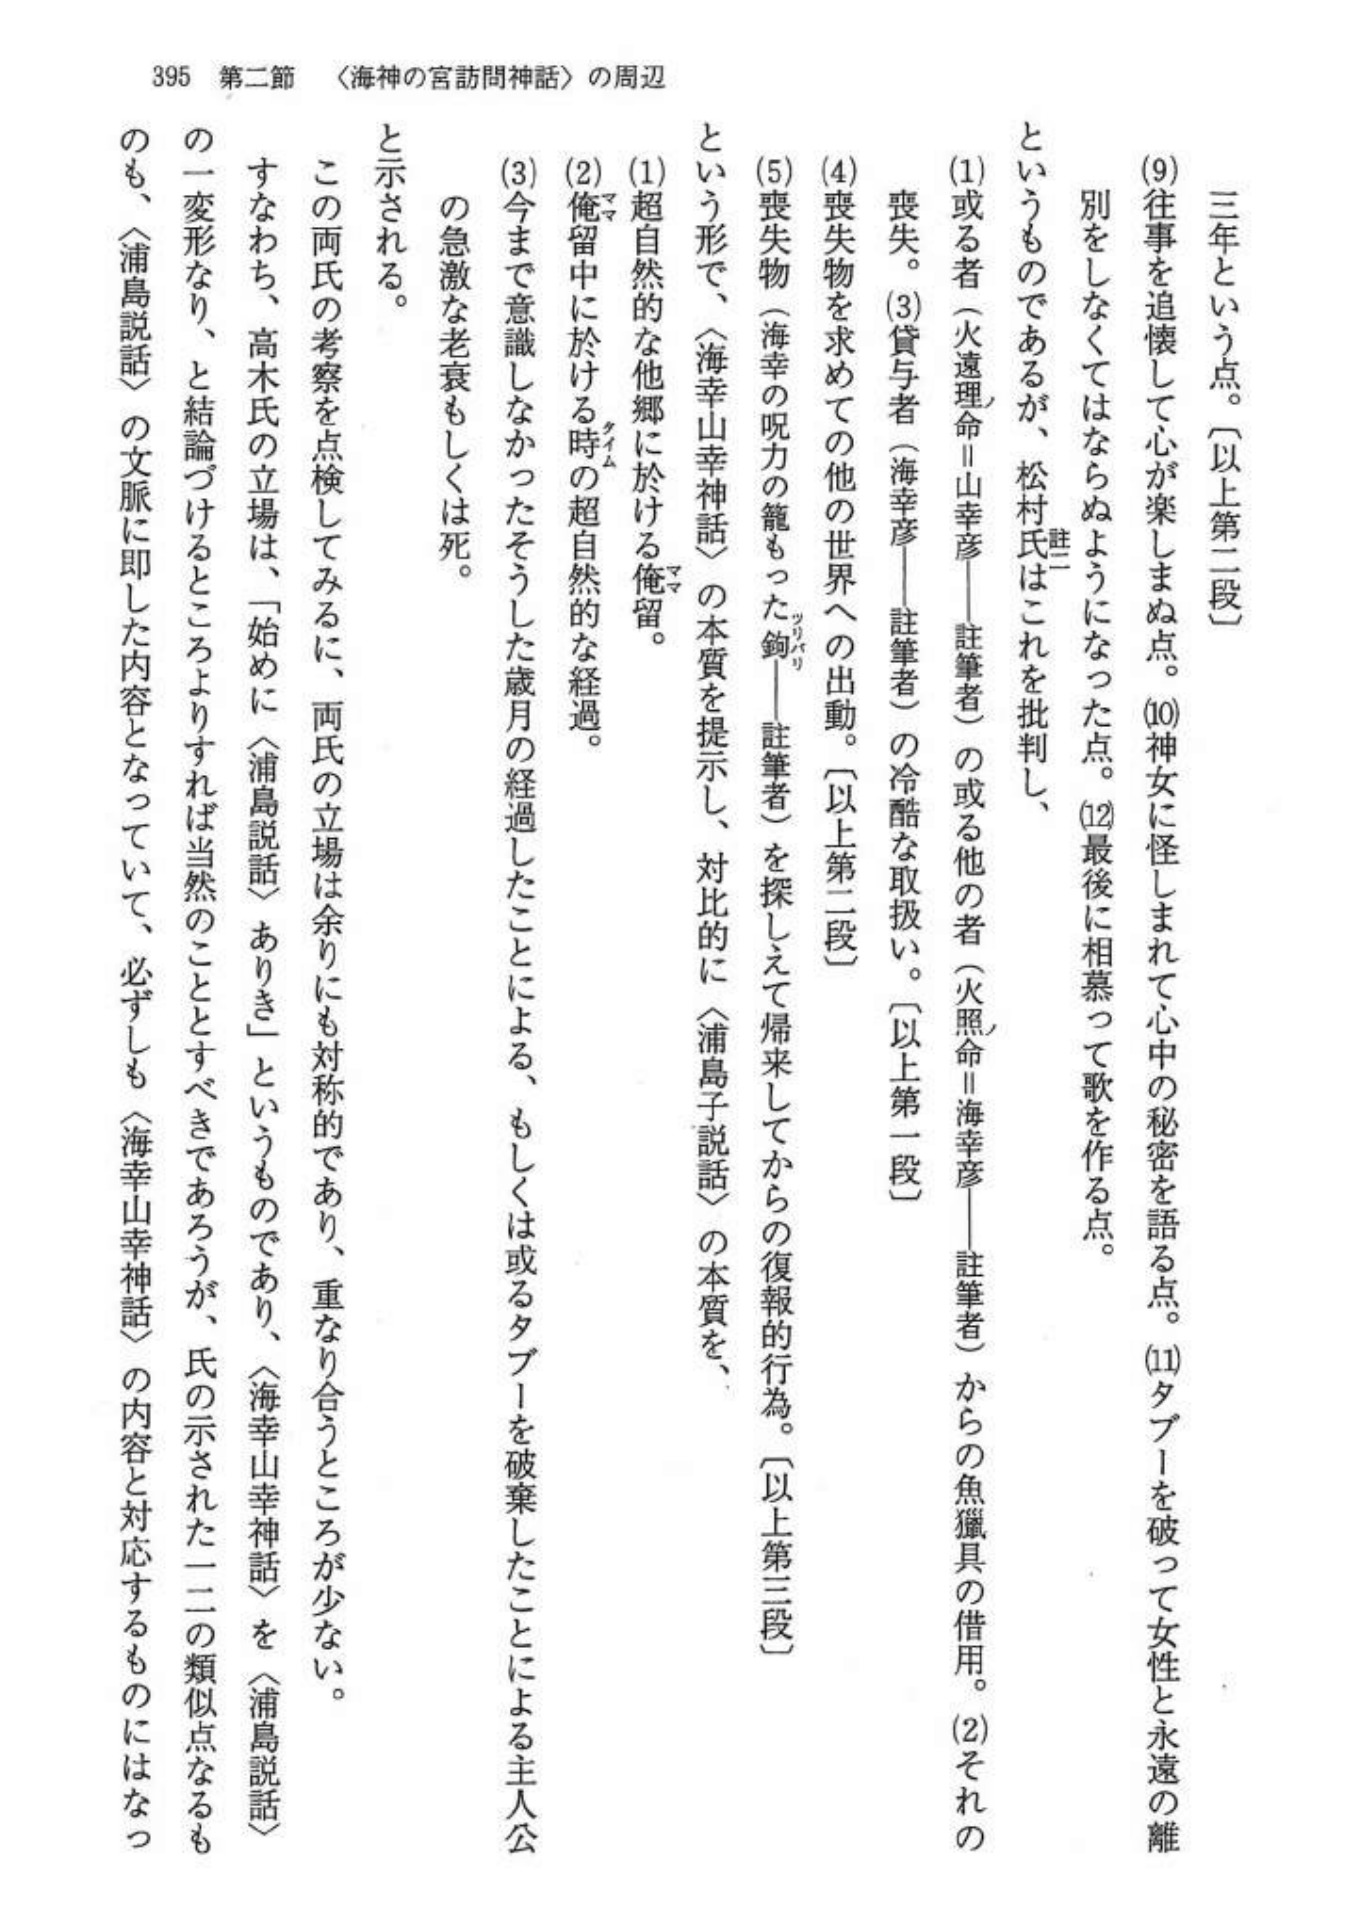 395 第二節 〈海神の宮訪問神話〉の周辺
三年という点。〔以上第二段〕
(9)往事を追懐して心が楽しまぬ点。(10)神女に怪しまれて心中の秘密を語る点。(11)タブーを破って女性と永遠の離
別をしなくてはならぬようになった点。(12)最後に相慕って歌を作る点。
というものであるが、松村氏註二はこれを批判し、
(1)或る者(火遠理ノ命=山幸彦――註筆者)の或る他の者(火照ノ命=海幸彦――註筆者)からの魚獵具の借用。(2)それの
喪失。(3)貸与者(海幸彦――註筆者)の冷酷な取扱い。〔以上第一段〕
(4)喪失物を求めての他の世界への出動。〔以上第二段〕
(5)喪失物(海幸の呪力の籠もった鉤ツリバリ――註筆者)を探しえて帰来してからの復報的行為。〔以上第三段〕
という形で、〈海幸山幸神話〉の本質を提示し、対比的に〈浦島子説話〉の本質を、
(1)超自然的な他郷に於ける俺ママ留。
(2)俺ママ留中に於ける時タイムの超自然的な経過。
(3)今まで意識しなかったそうした歳月の経過したことによる、もしくは或るタブーを破棄したことによる主人公
の急激な老衰もしくは死。
と示される。
この両氏の考察を点検してみるに、両氏の立場は余りにも対称的であり、重なり合うところが少ない。
すなわち、高木氏の立場は、「始めに〈浦島説話〉ありき」というものであり、〈海幸山幸神話〉を〈浦島説話〉
の一変形なり、と結論づけるところよりすれば当然のこととすべきであろうが、氏の示された一二の類似点なるも
のも、〈浦島説話〉の文脈に即した内容となっていて、必ずしも〈海幸山幸神話〉の内容と対応するものにはなっ